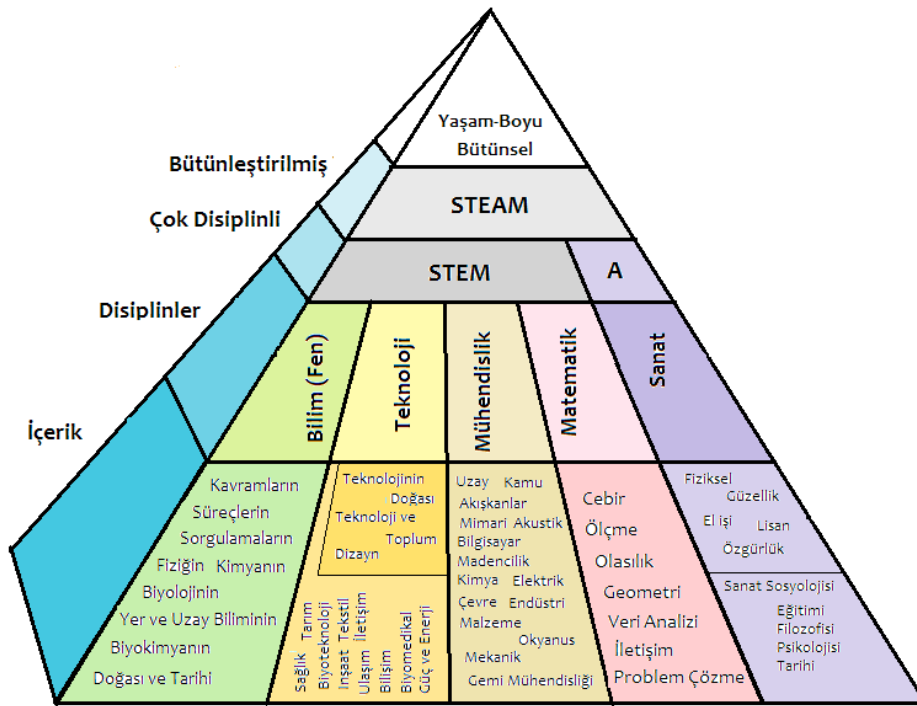 Yaşam-Boyu
Bütünsel
Bütünleştirilmiş
STEAM
Çok Disiplinli
STEM
A
Disiplinler
Bilim (Fen)
Teknoloji
Mühendislik
Matematik
Sanat
İçerik
Kavramların
Süreçlerin
Sorgulamaların
Fiziğin Kimyanın
Biyolojinin
Yer ve Uzay Biliminin
Biyokimyanın
Doğası ve Tarihi
Teknolojinin
Doğası
Teknoloji ve
Toplum
Dizayn
Sağlık Tarım
Biyoteknoloji
İnşaat Tekstil
Ulaşım İletişim
Bilişim
Biyomedikal
Güç ve Enerji
Uzay Kamu
Akışkanlar
Mimari Akustik
Bilgisayar
Madencilik
Kimya Elektrik
Çevre Endüstri
Malzeme
Okyanus
Mekanik
Gemi Mühendisliği
Cebir
Ölçme
Olasılık
Geometri
Veri Analizi
İletişim
Problem Çözme
Fiziksel
Güzellik
El işi Lisan
Özgürlük
Sanat Sosyolojisi
Eğitimi
Filozofisi
Psikolojisi
Tarihi